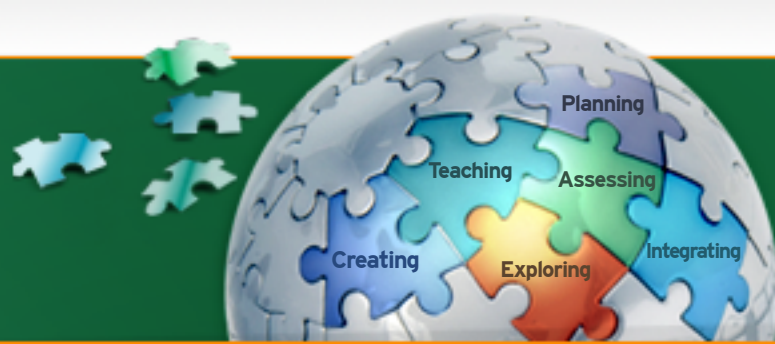 Planning
Teaching
Assessing
Integrating
Creating
Exploring